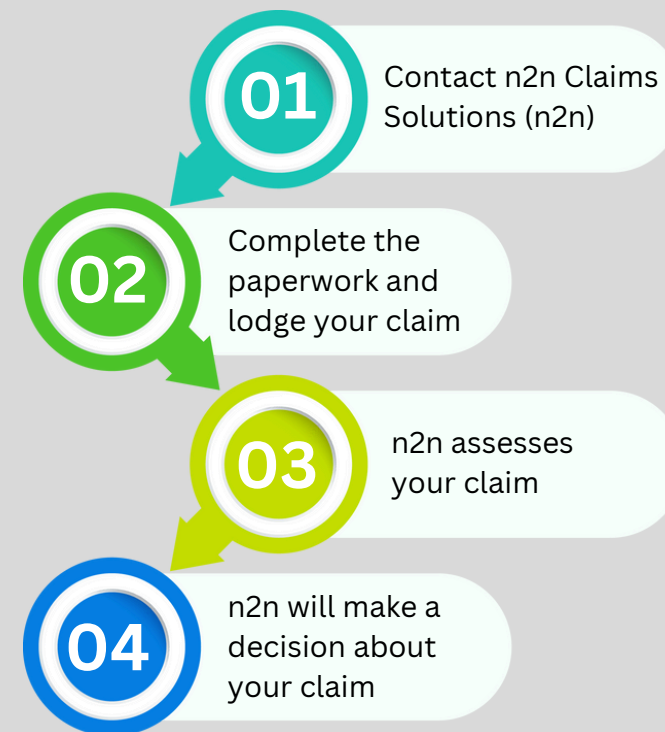 01
Contact n2n Claims
Solutions (n2n)
02
Complete the
paperwork and
lodge your claim
03
n2n assesses
your claim
04
n2n will make a
decision about
your claim